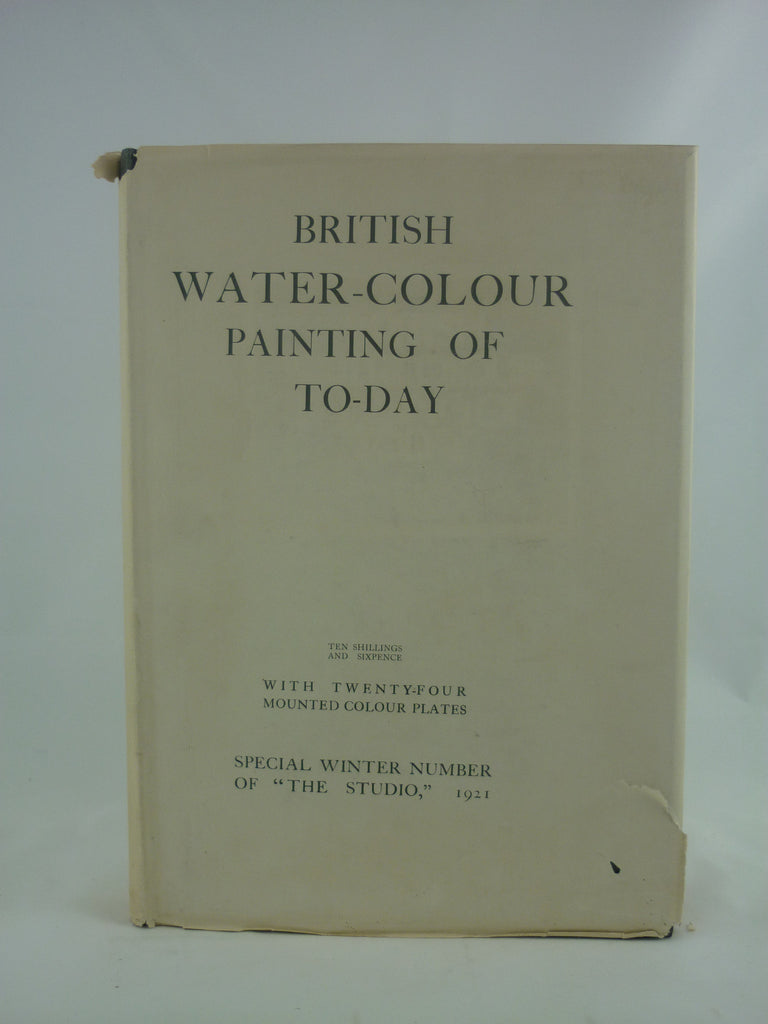 BRITISH
WATER-COLOUR
PAINTING OF
TO-DAY
TEN SHILLINGS
AND SIXPENCE
WITH TWENTY-FOUR
MOUNTED COLOUR PLATES
SPECIAL WINTER NUMBER
OF “THE STUDIO,” 1921